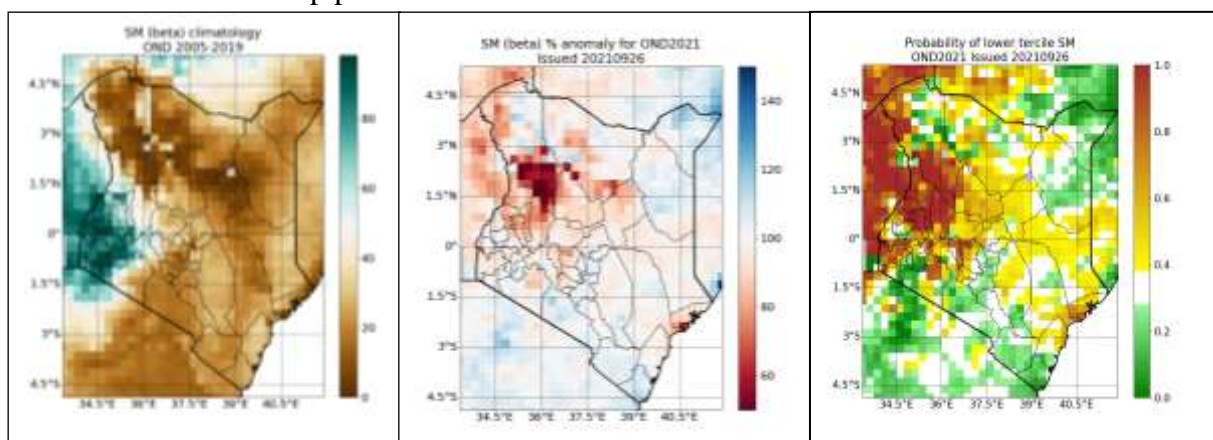 SM (beta) climatology
OND 2005-2019
4.5°N
3°N
1.5°N
0°
1.5°S
3°S
4.5°S
34.5°E 36°E 37.5°E 39°E 40.5°E
80
60
40
20
0
SM (beta) % anomaly for OND2021
Issued 20210926
4.5°N
3°N
1.5°N
0°
1.5°S
3°S
4.5°S
34.5°E 36°E 37.5°E 39°E 40.5°E
140
120
100
80
60
Probability of lower tercile SM
OND2021 Issued 20210926
4.5°N
3°N
1.5°N
0°
1.5°S
3°S
4.5°S
34.5°E 36°E 37.5°E 39°E 40.5°E
1.0
0.8
0.6
0.4
0.2
0.0